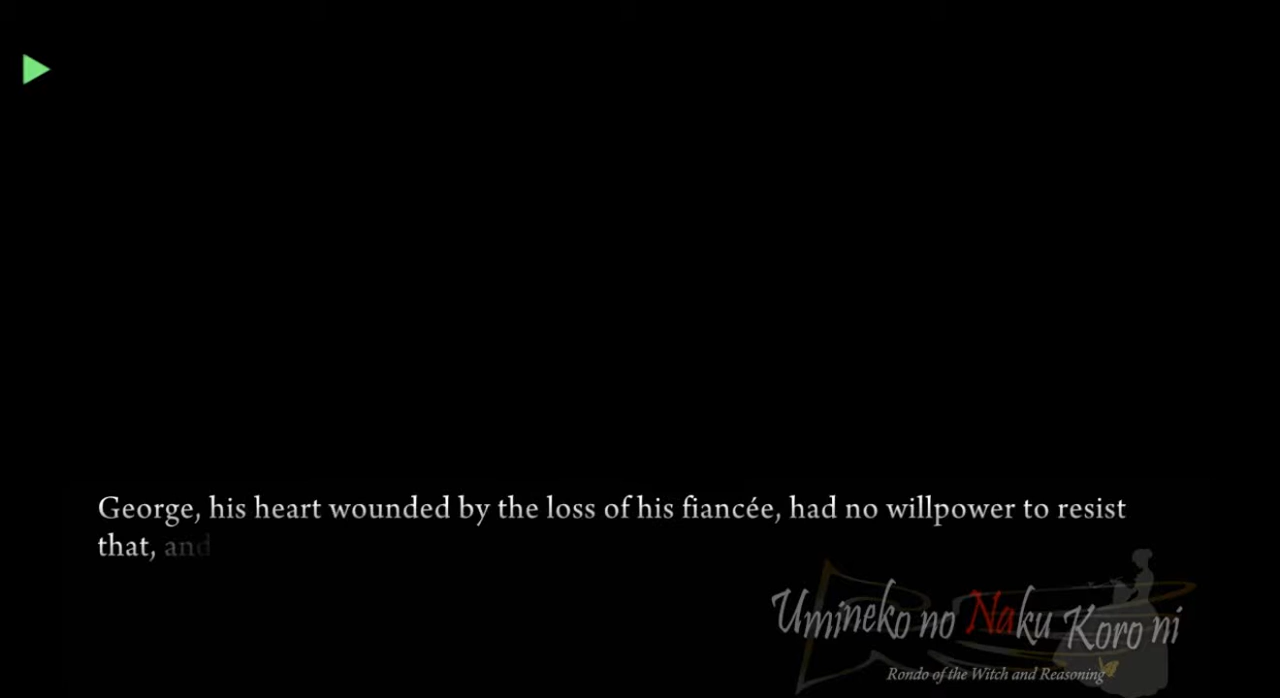 George, his heart wounded by the loss of his fiancée, had no willpower to resist
that, and
Umineko no Naku Koro ni
Rondo of the Witch and Reasoning